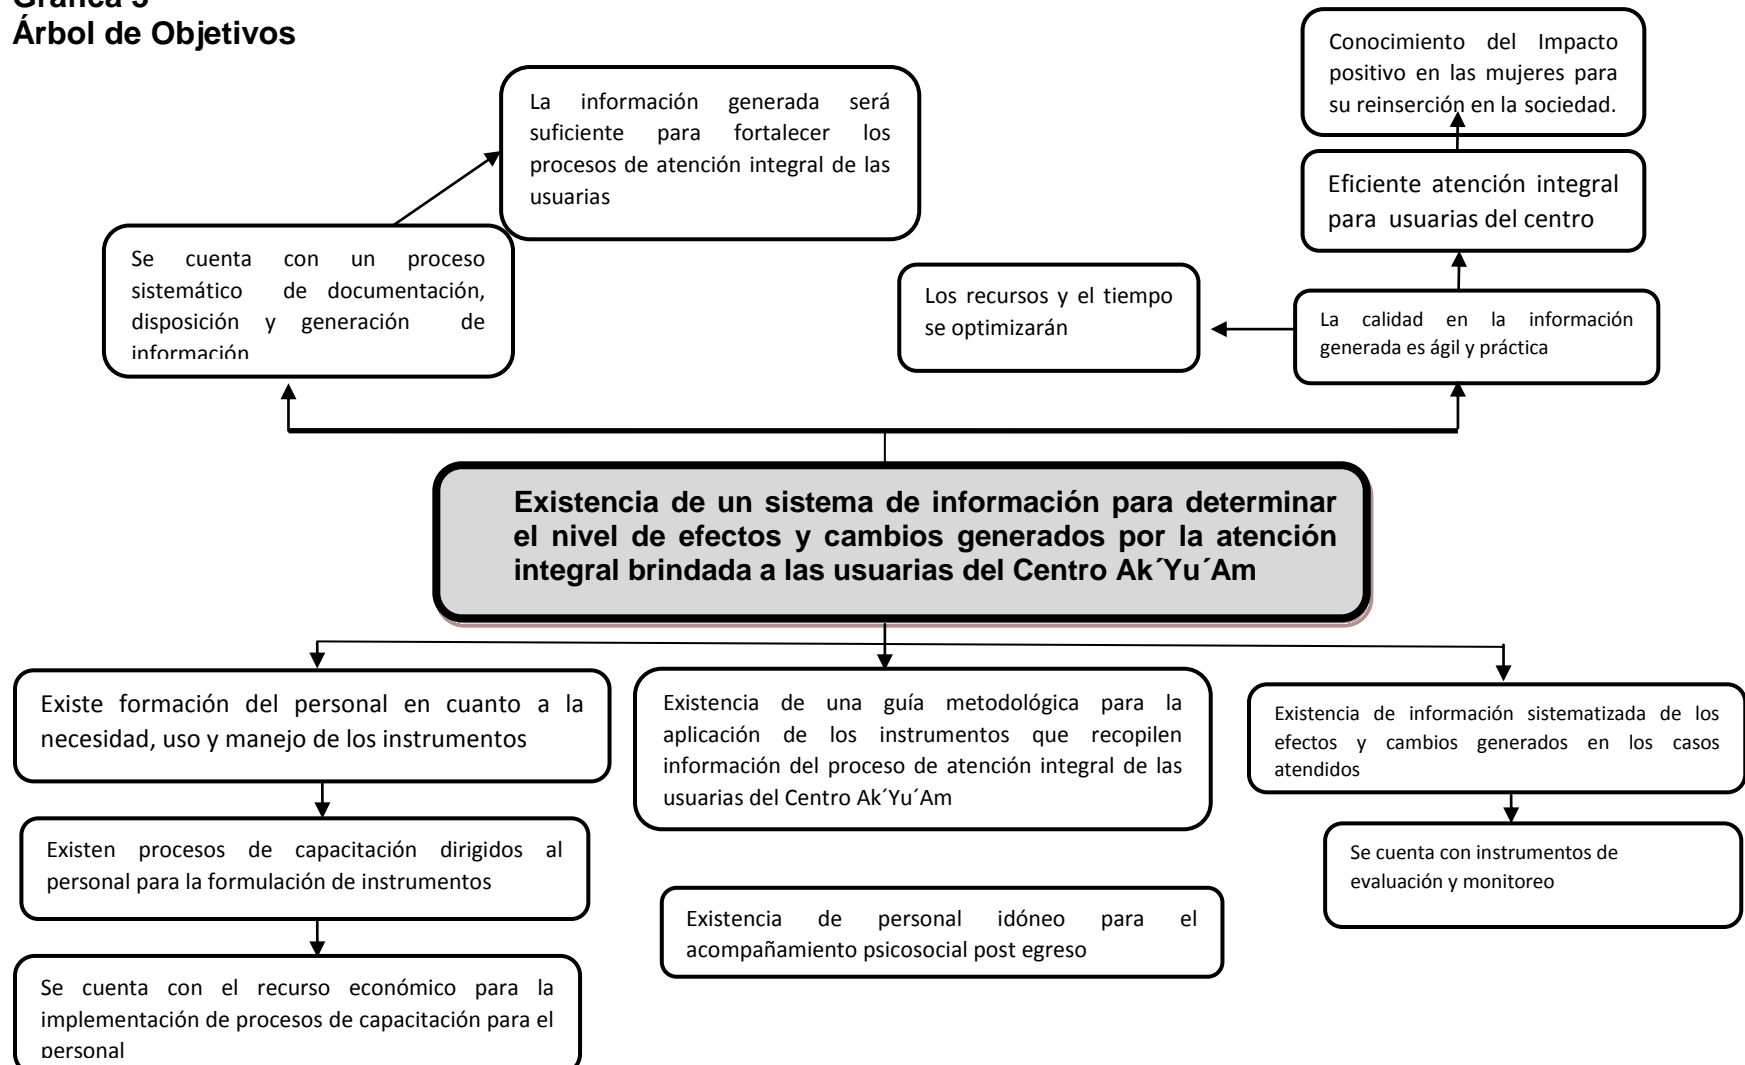 Gráfica 3
Árbol de Objetivos
Conocimiento del Impacto
positivo en las mujeres para
su reinserción en la sociedad.
La información generada será
suficiente para fortalecer los
procesos de atención integral de las
usuarias
Eficiente atención integral
para usuarias del centro
Se cuenta con un proceso
sistemático de documentación,
disposición y generación de
información
Los recursos y el tiempo
se optimizarán
La calidad en la información
generada es ágil y práctica
Existencia de un sistema de información para determinar
el nivel de efectos y cambios generados por la atención
integral brindada a las usuarias del Centro Ak´Yu´Am
Existe formación del personal en cuanto a la
necesidad, uso y manejo de los instrumentos
Existencia de una guía metodológica para la
aplicación de los instrumentos que recopilen
información del proceso de atención integral de las
usuarias del Centro Ak´Yu´Am
Existencia de información sistematizada de los
efectos y cambios generados en los casos
atendidos
Existen procesos de capacitación dirigidos al
personal para la formulación de instrumentos
Se cuenta con instrumentos de
evaluación y monitoreo
Existencia de personal idóneo para el
acompañamiento psicosocial post egreso
Se cuenta con el recurso económico para la
implementación de procesos de capacitación para el
personal